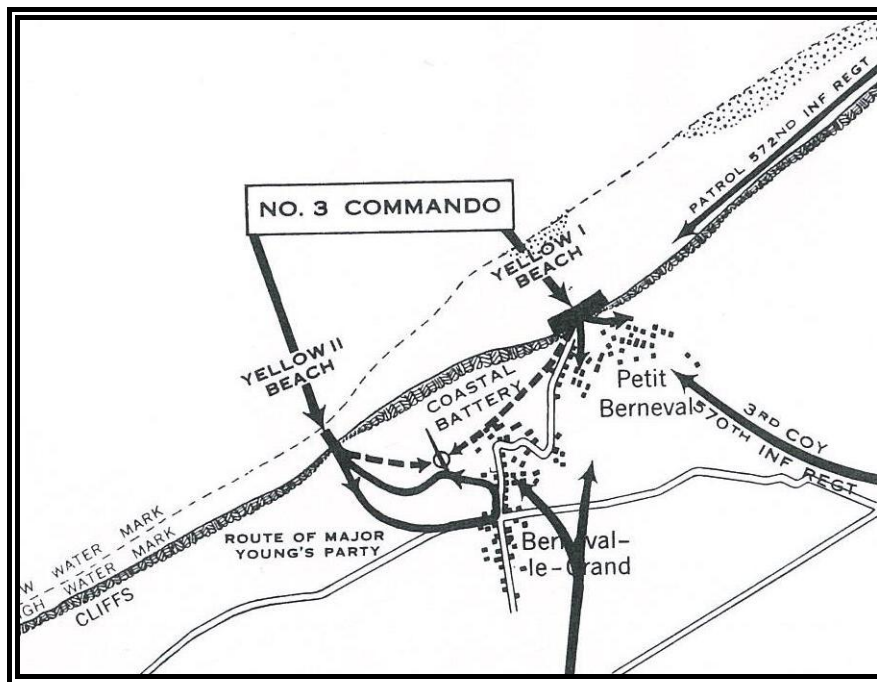 PATROL 572ND INF REGT
NO. 3 COMMANDO
YELLOW I
BEACH
YELLOW II
BEACH
COASTAL
BATTERY
Petit
Berneval
3RD COY
570TH INF REGT
ROUTE OF MAJOR
YOUNG'S PARTY
Berneval-
le-Grand
W WATER MARK
GH WATER MARK
CLIFFS